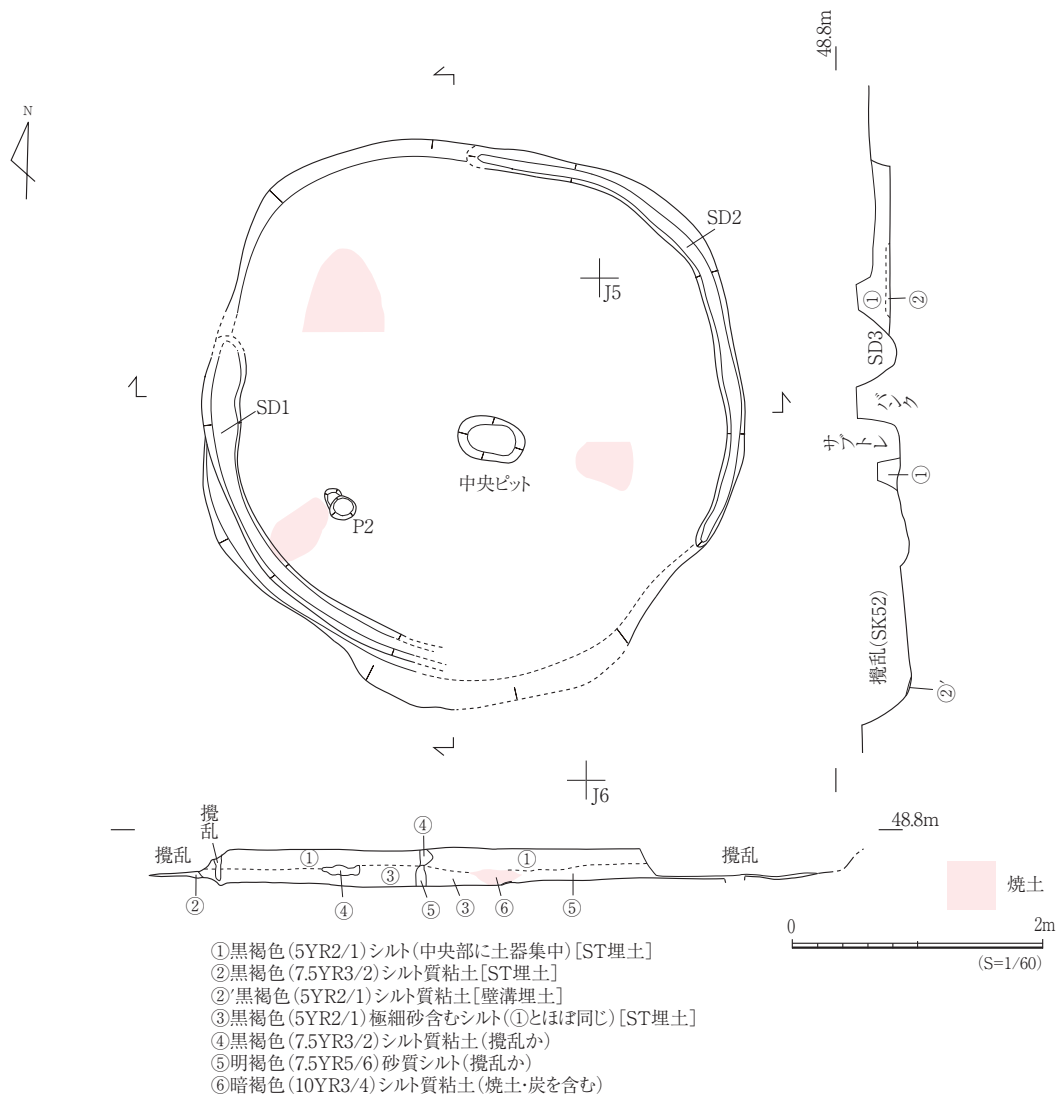 48.8m
N
SD2
J5
①
②
SD3
SD1
バンク
サブトレ
中央ピット
①
P2
攪乱(SK52)
②'
J6
攪乱
④
48.8m
攪乱
①
①
攪乱
③
焼土
②
④
⑤
③
⑥
⑤
0
2m
(S=1/60)
①黒褐色(5YR2/1)シルト(中央部に土器集中)[ST埋土]
②黒褐色(7.5YR3/2)シルト質粘土[ST埋土]
②'黒褐色(5YR2/1)シルト質粘土[壁溝埋土]
③黒褐色(5YR2/1)極細砂含むシルト(①とほぼ同じ)[ST埋土]
④黒褐色(7.5YR3/2)シルト質粘土(攪乱か)
⑤明褐色(7.5YR5/6)砂質シルト(攪乱か)
⑥暗褐色(10YR3/4)シルト質粘土(焼土・炭を含む)